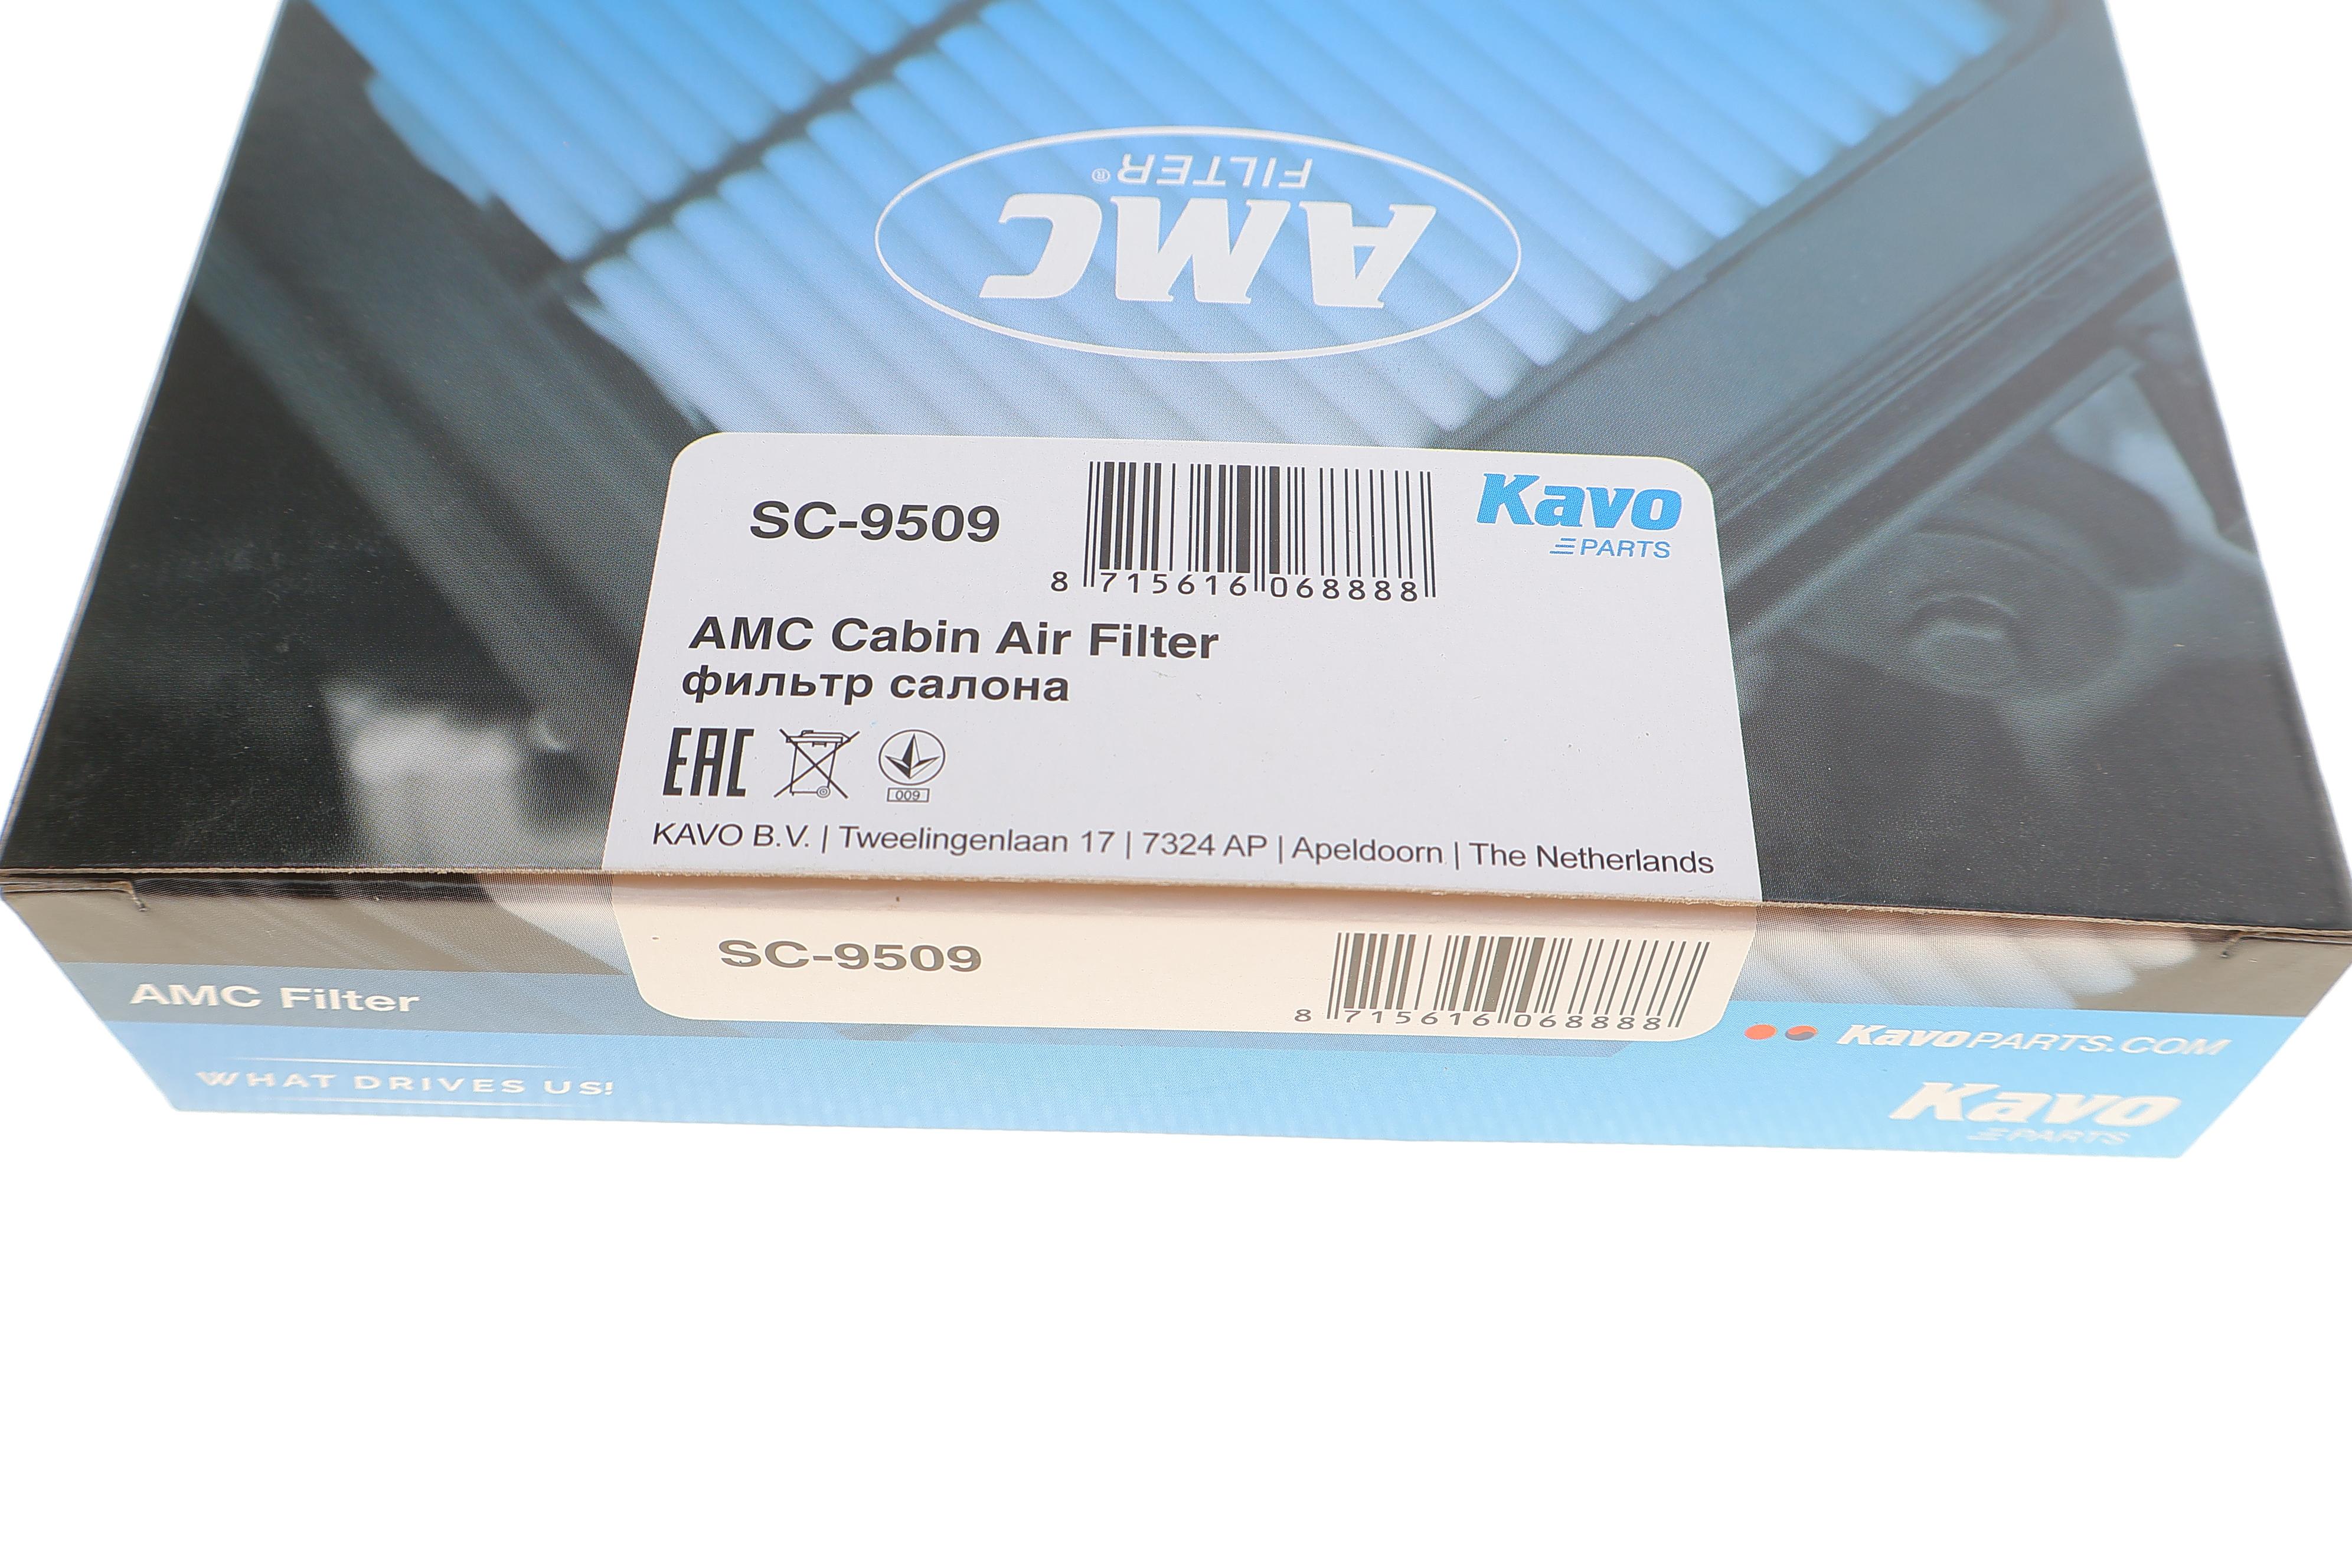 AMC
FILTER®
SC-9509
8 715616 068888
Kavo
PARTS
AMC Cabin Air Filter
фильтр салона
EAC
009
KAVO B.V. | Tweelingenlaan 17 | 7324 AP | Apeldoorn | The Netherlands
SC-9509
8 715616 068888
AMC Filter
KavoPARTS.COM
WHAT DRIVES US!
Kavo
PARTS